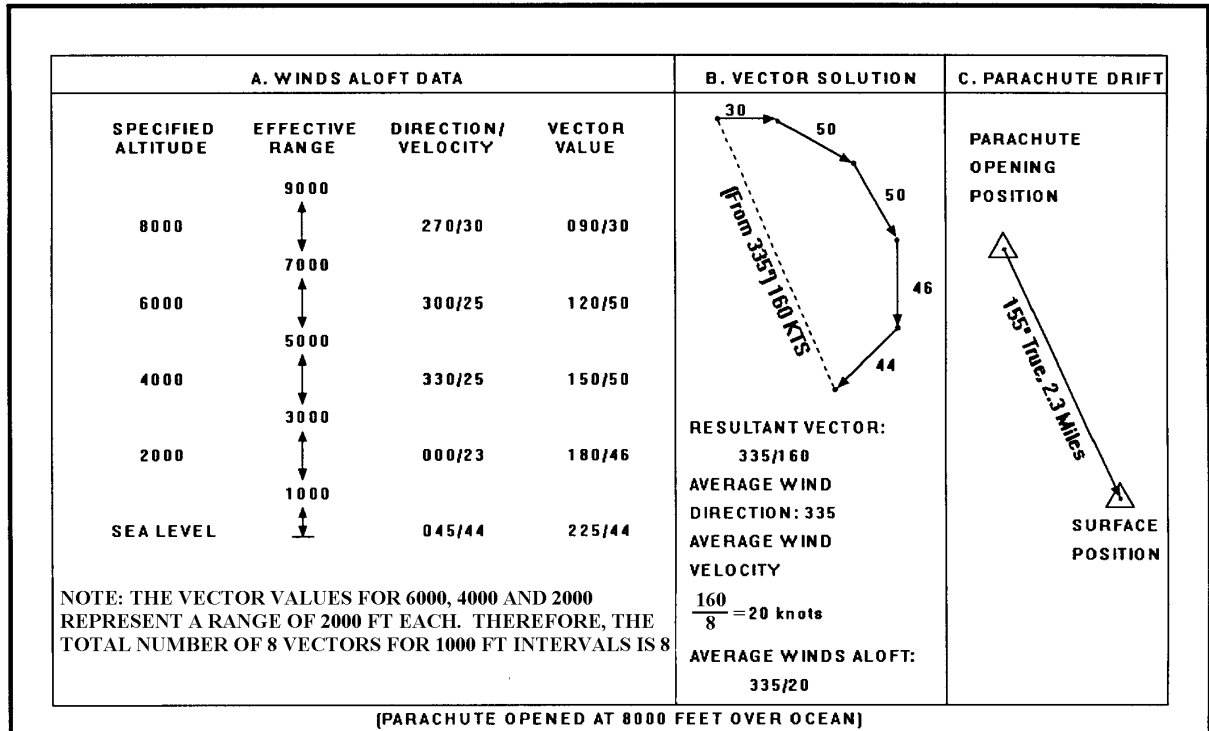 A. WINDS ALOFT DATA
SPECIFIED ALTITUDE
EFFECTIVE RANGE
DIRECTION/ VELOCITY
VECTOR VALUE
9000
8000 270/30 090/30
7000
6000 300/25 120/50
5000
4000 330/25 150/50
3000
2000 000/23 180/46
1000
SEA LEVEL 045/44 225/44
NOTE: THE VECTOR VALUES FOR 6000, 4000 AND 2000
REPRESENT A RANGE OF 2000 FT EACH. THEREFORE, THE
TOTAL NUMBER OF 8 VECTORS FOR 1000 FT INTERVALS IS 8
B. VECTOR SOLUTION
30
50
50
46
44
(From 335°) 160 KTS
RESULTANT VECTOR:
335/160
AVERAGE WIND
DIRECTION: 335
AVERAGE WIND
VELOCITY
160
8
=20 knots
AVERAGE WINDS ALOFT:
335/20
C. PARACHUTE DRIFT
PARACHUTE
OPENING
POSITION
155° True, 2.3 Miles
SURFACE
POSITION
(PARACHUTE OPENED AT 8000 FEET OVER OCEAN)